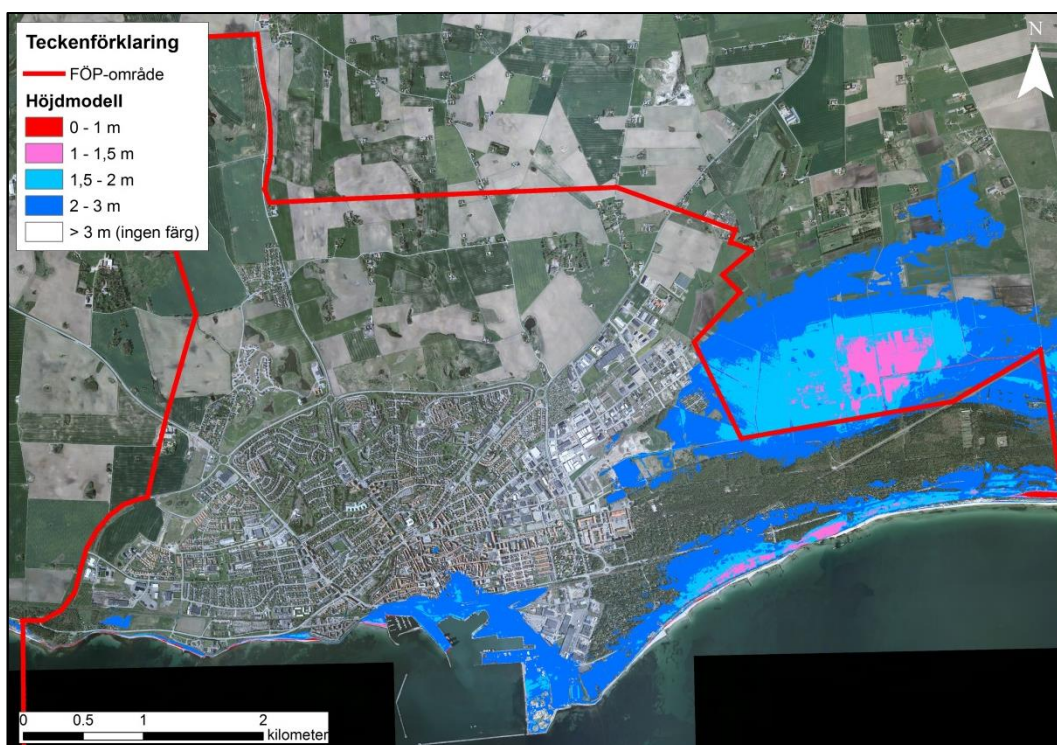 Teckenförklaring
FÖP-område
Höjdmodell
0 - 1 m
1 - 1,5 m
1,5 - 2 m
2 - 3 m
> 3 m (ingen färg)
N
0 0.5 1 2
kilometer